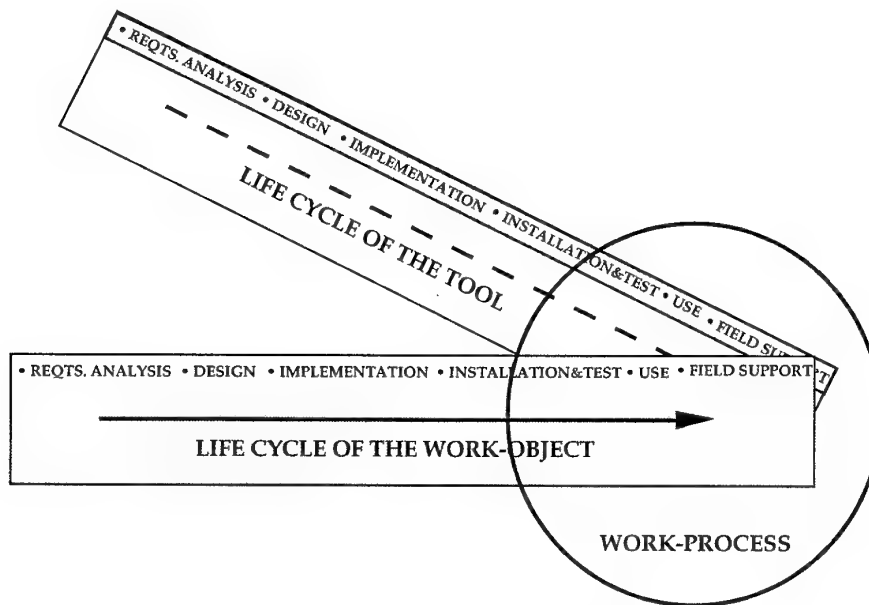 • REQTS. ANALYSIS • DESIGN • IMPLEMENTATION • INSTALLATION&TEST • USE • FIELD
LIFE CYCLE OF THE TOOL
• REQTS. ANALYSIS • DESIGN • IMPLEMENTATION • INSTALLATION&TEST • USE • FIELD SUPPORT
LIFE CYCLE OF THE WORK-OBJECT
WORK-PROCESS